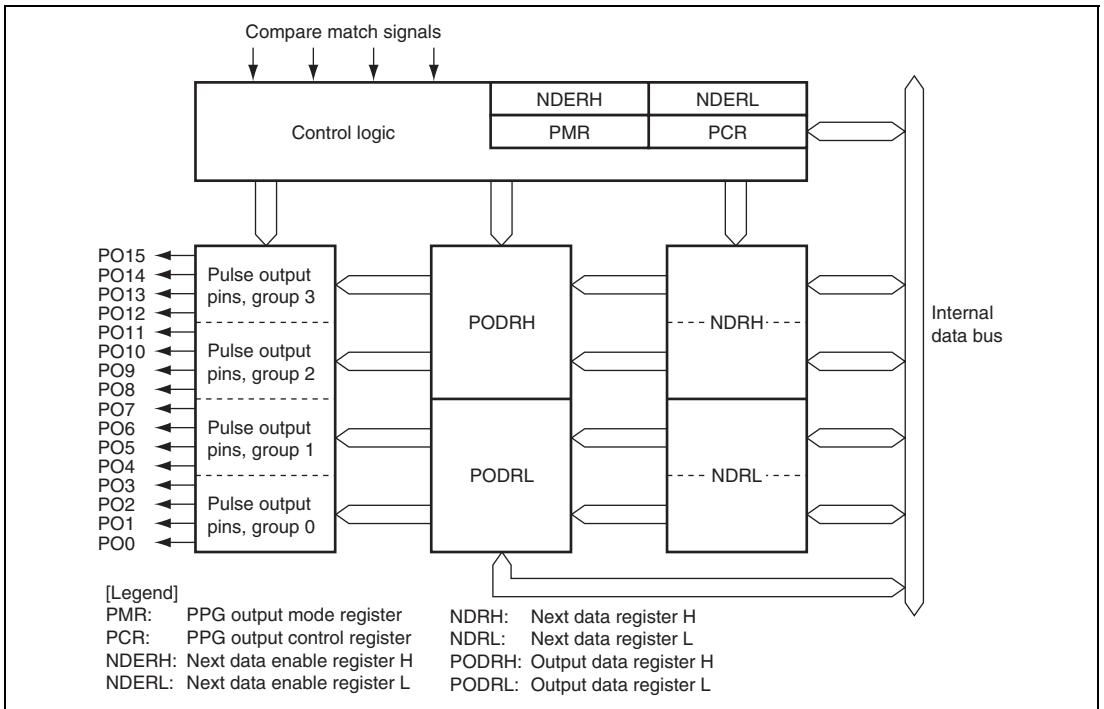 Compare match signals
NDERH
NDERL
Control logic
PMR
PCR
PO15
PO14
PO13
PO12
PO11
PO10
PO9
PO8
PO7
PO6
PO5
PO4
PO3
PO2
PO1
PO0
Pulse output
pins, group 3
Pulse output
pins, group 2
Pulse output
pins, group 1
Pulse output
pins, group 0
PODRH
PODRL
NDRH
NDRL
Internal
data bus
[Legend]
PMR: PPG output mode register
PCR: PPG output control register
NDERH: Next data enable register H
NDERL: Next data enable register L
NDRH: Next data register H
NDRL: Next data register L
PODRH: Output data register H
PODRL: Output data register L